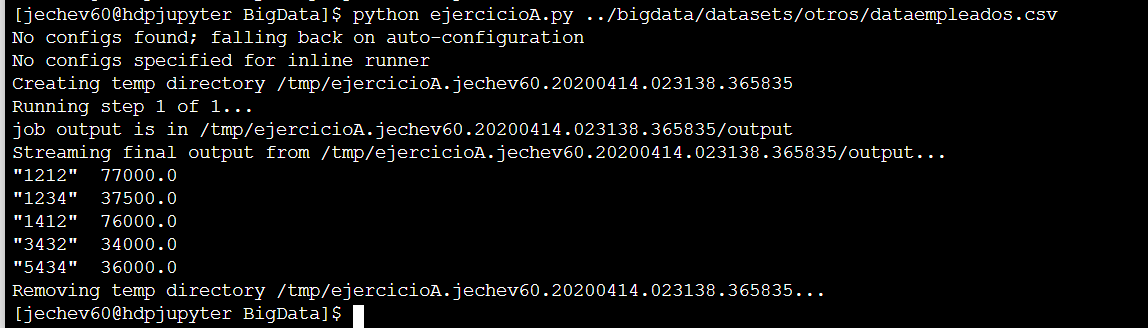 [jechev60@hdpjupyter BigData]$ python ejercicioA.py ../bigdata/datasets/otros/dataempleados.csv
No configs found; falling back on auto-configuration
No configs specified for inline runner
Creating temp directory /tmp/ejercicioA.jechev60.20200414.023138.365835
Running step 1 of 1...
job output is in /tmp/ejercicioA.jechev60.20200414.023138.365835/output
Streaming final output from /tmp/ejercicioA.jechev60.20200414.023138.365835/output...
"1212"  77000.0
"1234"  37500.0
"1412"  76000.0
"3432"  34000.0
"5434"  36000.0
Removing temp directory /tmp/ejercicioA.jechev60.20200414.023138.365835...
[jechev60@hdpjupyter BigData]$